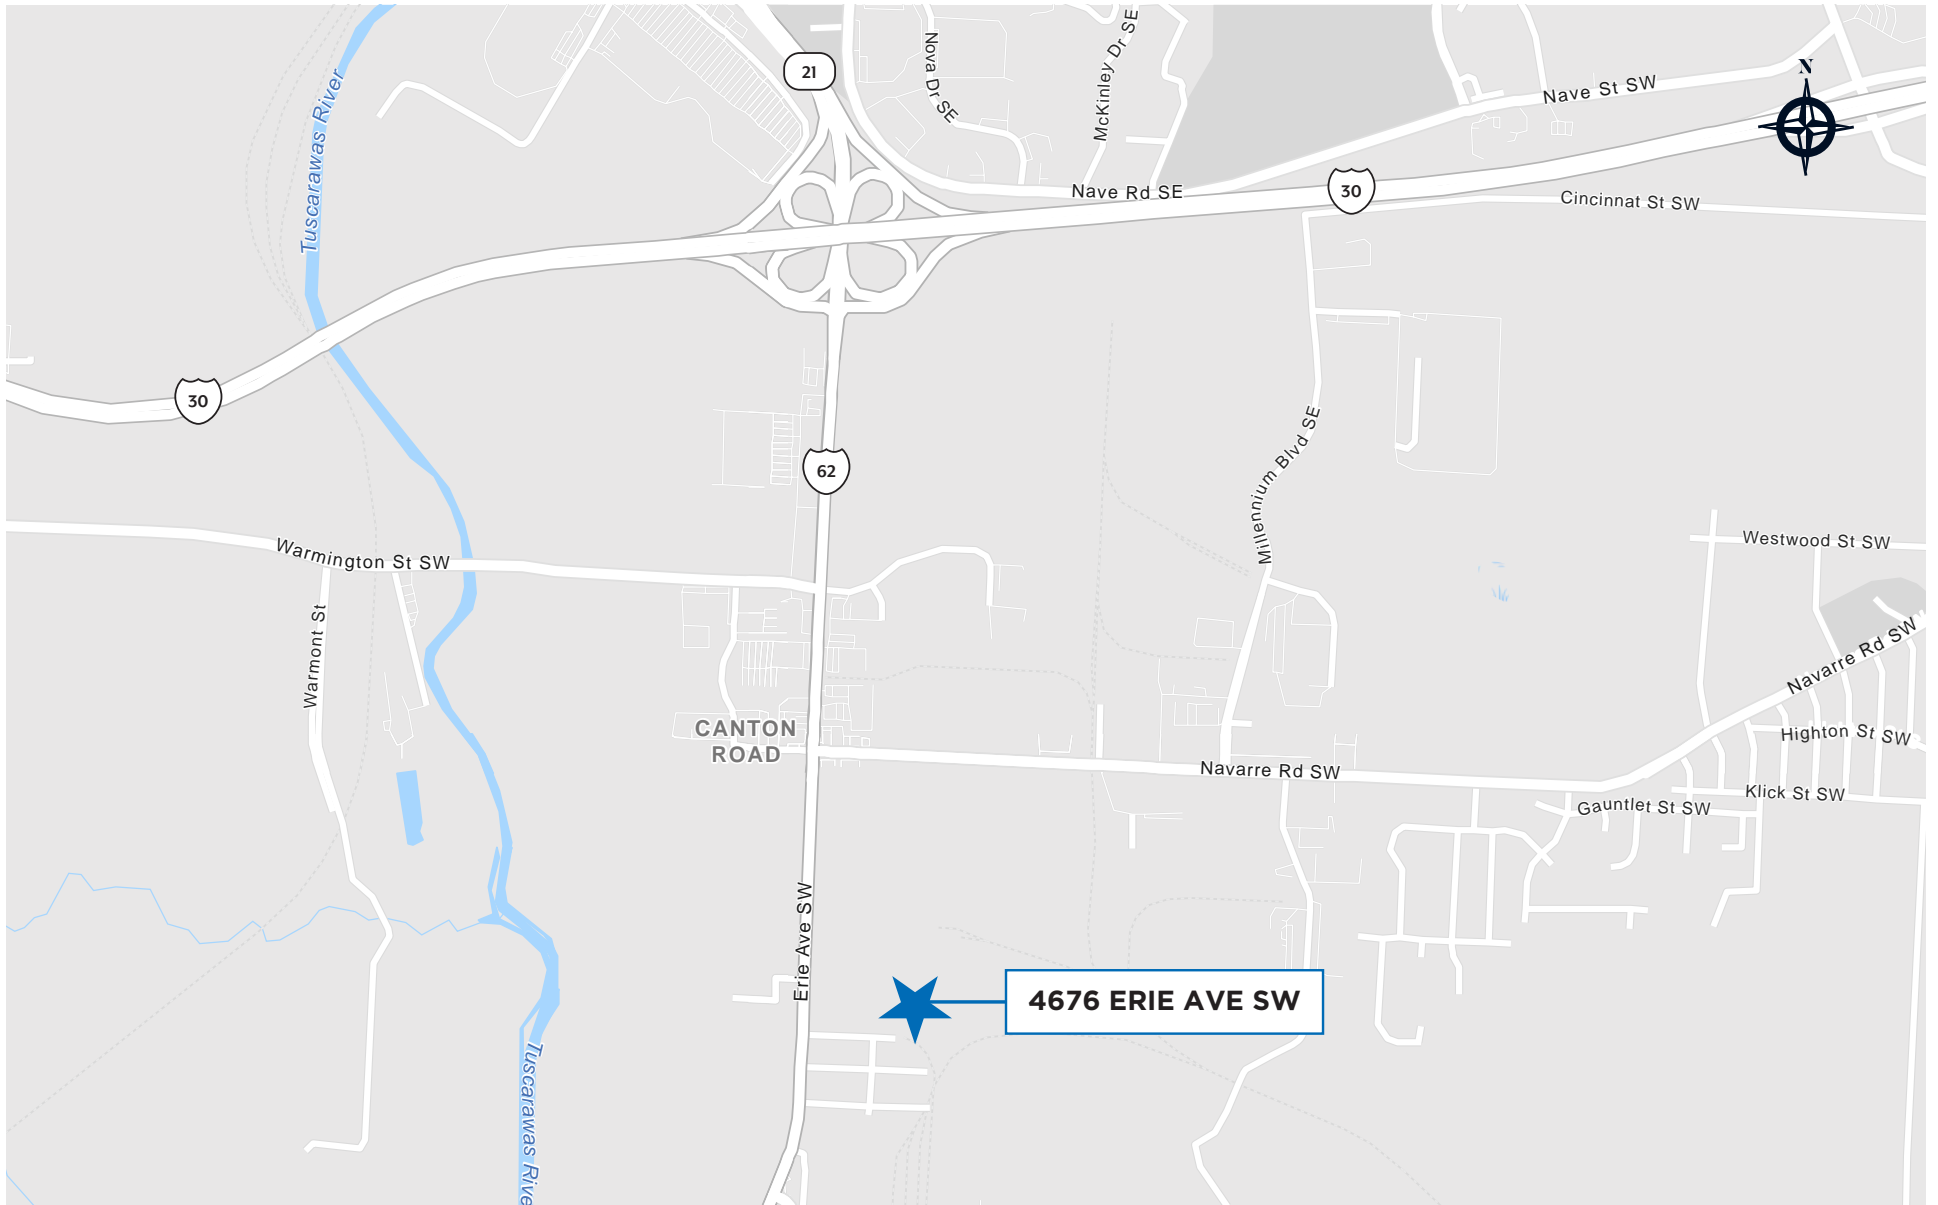 21
Nova Dr SE
McKinley Dr SE
Nave St SW
N
Tuscarawas River
Nave Rd SE
30
Cincinnat St SW
30
62
Millennium Blvd SE
Warmington St SW
Westwood St SW
Warmont St
Navarre Rd SW
CANTON
ROAD
Highton St SW
Navarre Rd SW
Klick St SW
Gauntlet St SW
Erie Ave SW
4676 ERIE AVE SW
Tuscarawas Rive